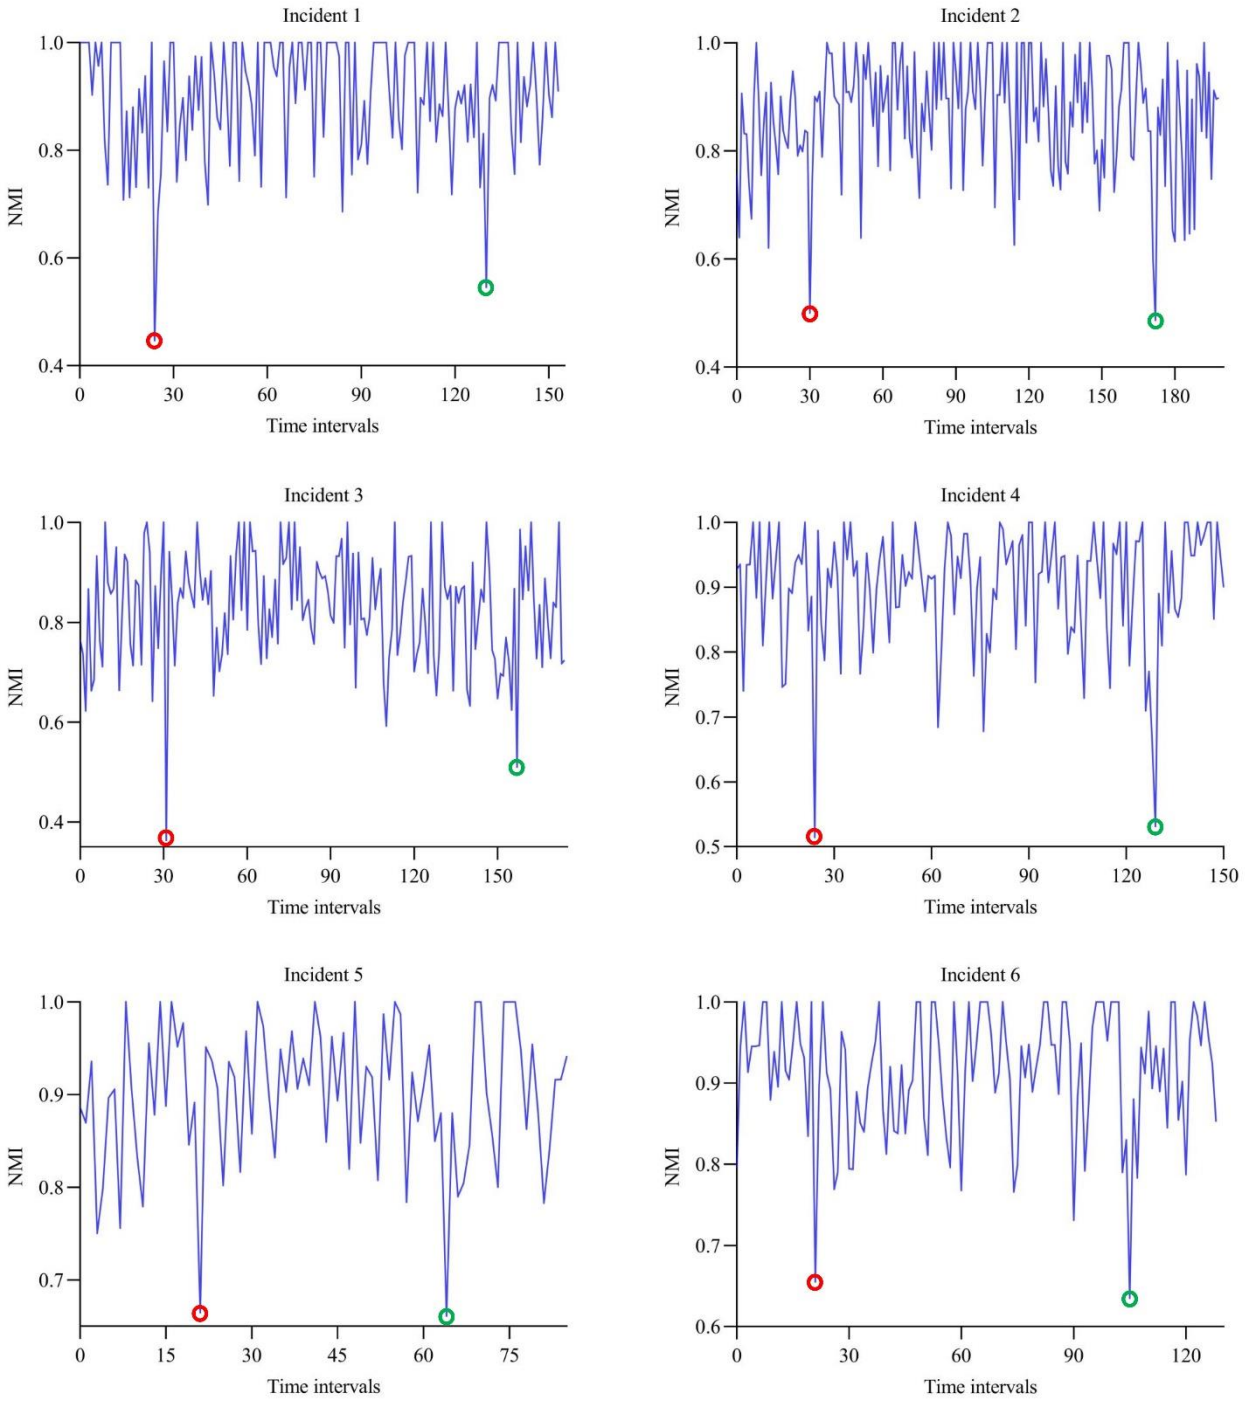 Incident 1
1.0
0.8
0.6
0.4
NMI
0 30 60 90 120 150
Time intervals
Incident 2
1.0
0.8
0.6
0.4
NMI
0 30 60 90 120 150 180
Time intervals
Incident 3
1.0
0.8
0.6
0.4
NMI
0 30 60 90 120 150
Time intervals
Incident 4
1.0
0.9
0.8
0.7
0.6
0.5
NMI
0 30 60 90 120 150
Time intervals
Incident 5
1.0
0.9
0.8
0.7
NMI
0 15 30 45 60 75
Time intervals
Incident 6
1.0
0.9
0.8
0.7
0.6
NMI
0 30 60 90 120
Time intervals